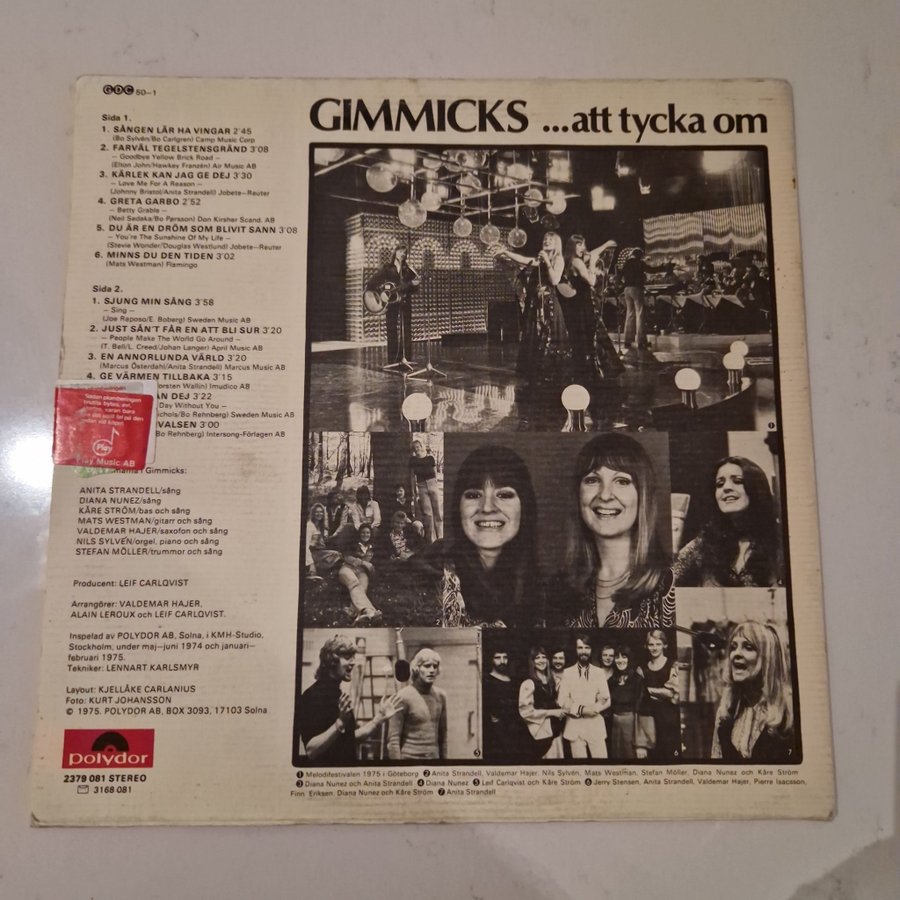 GDC 50-1
GIMMICKS ...att tycka om
Sida 1.
1. SÅNGEN LÄR HA VINGAR 2'45
(Bo Sylvén/Bo Carlgren) Camp Music Corp
2. FARVÄL TEGELSTENSGRÄND 3'08
– Goodbye Yellow Brick Road –
(Elton John/Hawkey Franzén) Air Music AB
3. KÄRLEK KAN JAG GE DEJ 3'30
– Love Me For A Reason –
(Johnny Bristol/Anita Strandell) Jobete–Reuter
4. GRETA GARBO 2'52
– Betty Grable –
(Neil Sedaka/Bo Parsson) Don Kirsher Scand. AB
5. DU ÄR EN DRÖM SOM BLIVIT SANN 3'08
– You're The Sunshine Of My Life –
(Stevie Wonder/Douglas Westlund) Jobete–Reuter
6. MINNS DU DEN TIDEN 3'02
(Mats Westman) Flamingo
Sida 2.
1. SJUNG MIN SÅNG 3'58
– Sing –
(Joe Raposo/E. Boberg) Sweden Music AB
2. JUST SÅN'T FÅR EN ATT BLI SUR 3'20
– People Make The World Go Around –
(T. Bell/L. Creed/Johan Langer) April Music AB
3. EN ANNORLUNDA VÄRLD 3'20
(Marcus Österdahl/Anita Strandell) Marcus Music AB
4. GE VÄRMEN TILLBAKA 3'15
orsten Wallin) Imudico AB
AN DEJ 3'22
Day Without You –
ichols/Bo Rehnberg) Sweden Music AB
VALSEN 3'00
Bo Rehnberg) Intersong-Förlagen AB
Sedan plomberingen
brutits bytes, ev.
varan bara
fel på den
vid köpet
Play
Play Music AB
i Gimmicks:
ANITA STRANDELL/sång
DIANA NUNEZ/sång
KÅRE STRÖM/bas och sång
MATS WESTMAN/gitarr och sång
VALDEMAR HAJER/saxofon och sång
NILS SYLVÉN/orgel, piano och sång
STEFAN MÖLLER/trummor och sång
Producent: LEIF CARLQVIST
Arrangörer: VALDEMAR HAJER,
ALAIN LEROUX och LEIF CARLQVIST.
Inspelad av POLYDOR AB, Solna, i KMH-Studio,
Stockholm, under maj–juni 1974 och januari–
februari 1975.
Tekniker: LENNART KARLSMYR
Layout: KJELLÅKE CARLANIUS
Foto: KURT JOHANSSON
© 1975. POLYDOR AB, BOX 3093, 17103 Solna
polydor
2379 081 STEREO
3168 081
1 Melodifestivalen 1975 i Göteborg 2 Anita Strandell, Valdemar Hajer, Nils Sylvén, Mats Westman, Stefan Möller, Diana Nunez och Kåre Ström
3 Diana Nunez och Anita Strandell 4 Diana Nunez 5 Leif Carlqvist och Kåre Ström 6 Jerry Stensen, Anita Strandell, Valdemar Hajer, Pierre Isacsson,
Finn Eriksen, Diana Nunez och Kåre Ström 7 Anita Strandell